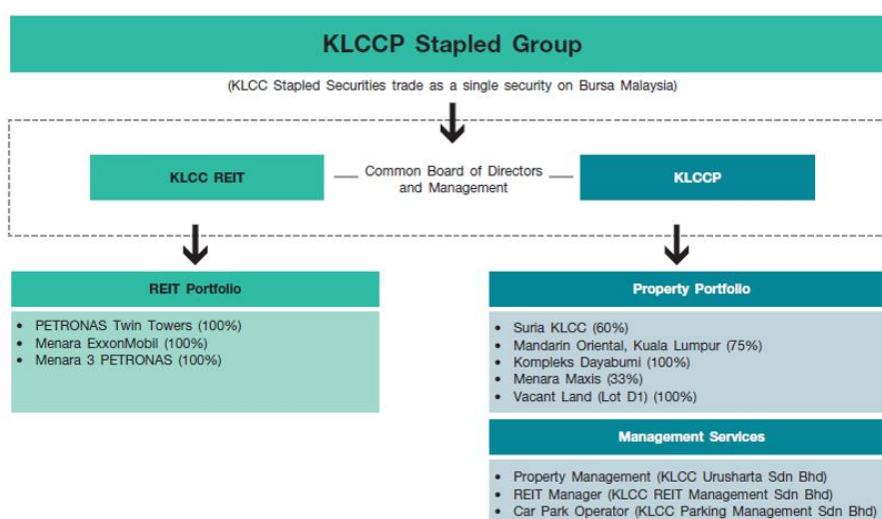 KLCCP Stapled Group
(KLCC Stapled Securities trade as a single security on Bursa Malaysia)
KLCC REIT
Common Board of Directors
and Management
KLCCP
REIT Portfolio
• PETRONAS Twin Towers (100%)
• Menara ExxonMobil (100%)
• Menara 3 PETRONAS (100%)
Property Portfolio
• Suria KLCC (60%)
• Mandarin Oriental, Kuala Lumpur (75%)
• Kompleks Dayabumi (100%)
• Menara Maxis (33%)
• Vacant Land (Lot D1) (100%)
Management Services
• Property Management (KLCC Urusharta Sdn Bhd)
• REIT Manager (KLCC REIT Management Sdn Bhd)
• Car Park Operator (KLCC Parking Management Sdn Bhd)